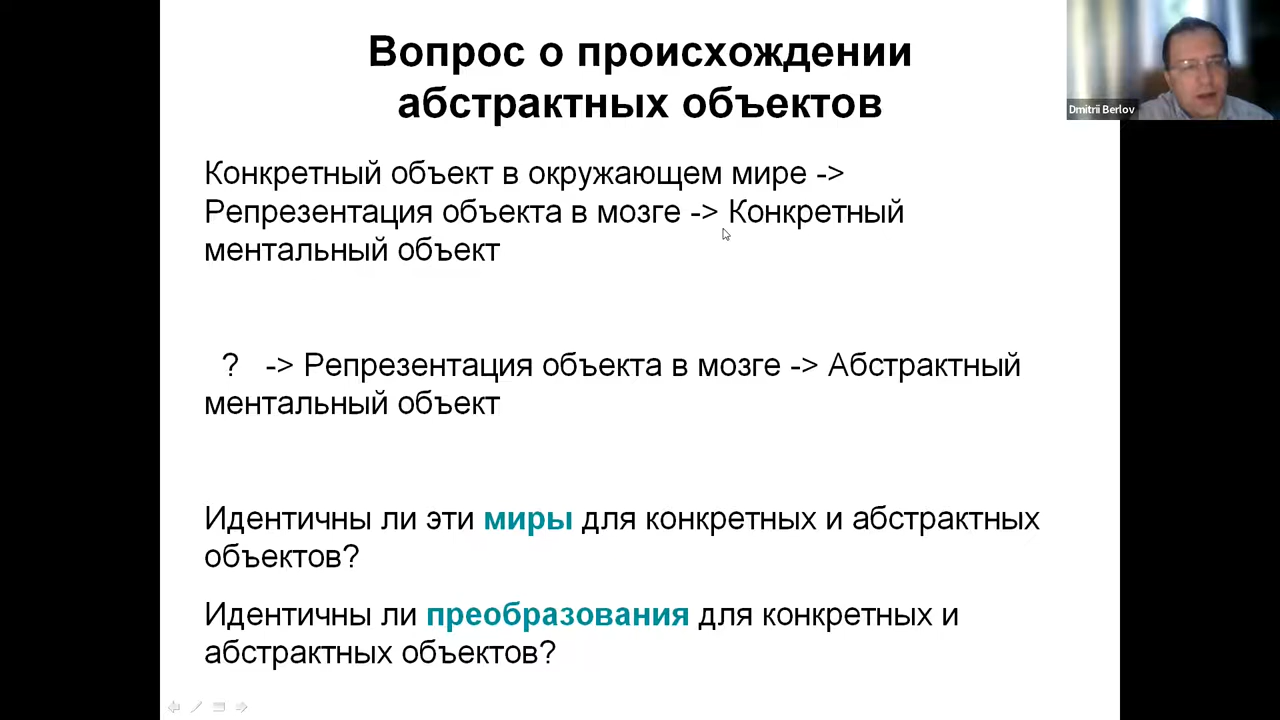 Вопрос о происхождении
абстрактных объектов
Dmitrii Berlov
Конкретный объект в окружающем мире ->
Репрезентация объекта в мозге -> Конкретный
ментальный объект
? -> Репрезентация объекта в мозге -> Абстрактный
ментальный объект
Идентичны ли эти миры для конкретных и абстрактных
объектов?
Идентичны ли преобразования для конкретных и
абстрактных объектов?